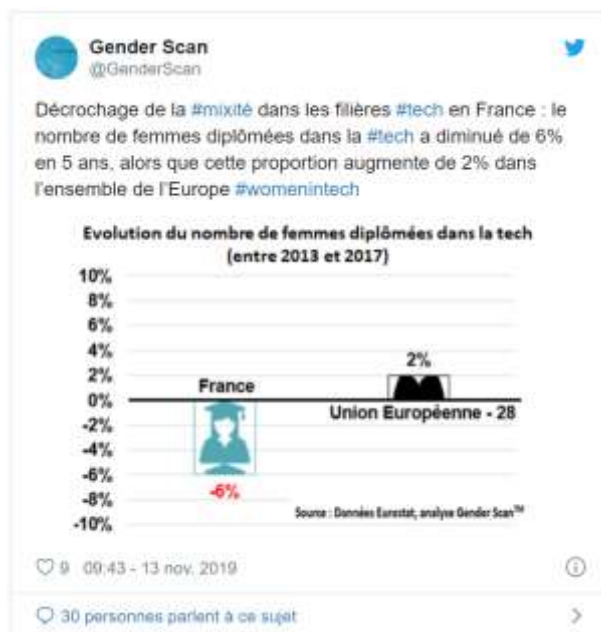 Gender Scan
@GenderScan
Décrochage de la #mixité dans les filières #tech en France : le
nombre de femmes diplômées dans la #tech a diminué de 6%
en 5 ans, alors que cette proportion augmente de 2% dans
l'ensemble de l'Europe #womenintech
Evolution du nombre de femmes diplômées dans la tech
(entre 2013 et 2017)
10%
8%
6%
4%
2%
0%
-2%
-4%
-6%
-8%
-10%
France
-6%
2%
Union Européenne - 28
Source : Données Eurostat, analyse Gender Scan™
9 09:43 - 13 nov. 2019
30 personnes parlent à ce sujet